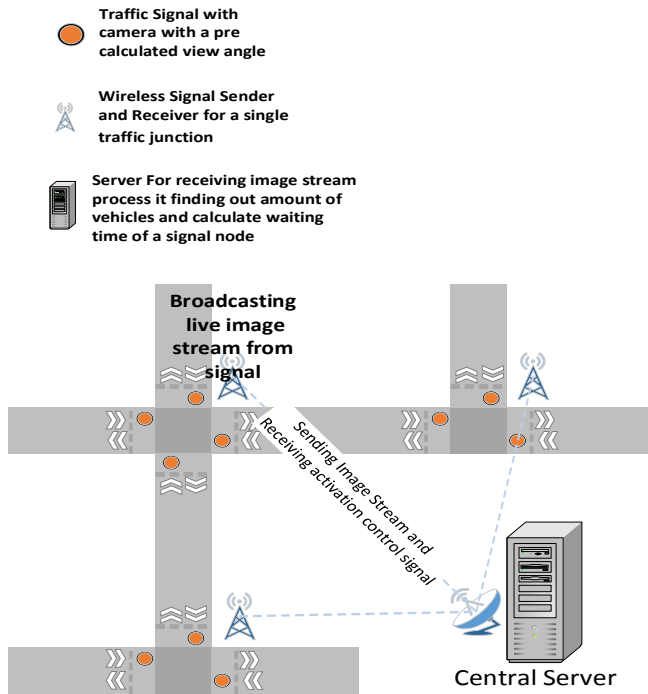 Traffic Signal with
camera with a pre
calculated view angle
Wireless Signal Sender
and Receiver for a single
traffic junction
Server For receiving image stream
process it finding out amount of
vehicles and calculate waiting
time of a signal node
Broadcasting
live image
stream from
signal
Sending Image Stream and
Receiving activation control signal
Central Server